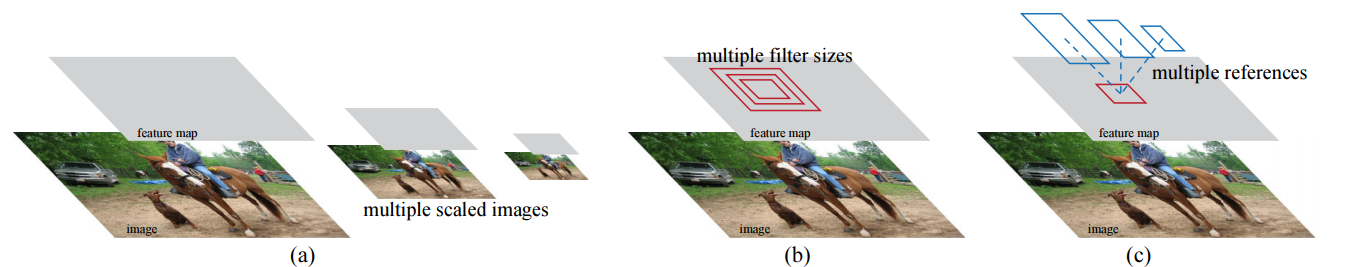 feature map
image
multiple scaled images
(a)
multiple filter sizes
feature map
image
(b)
multiple references
feature map
image
(c)